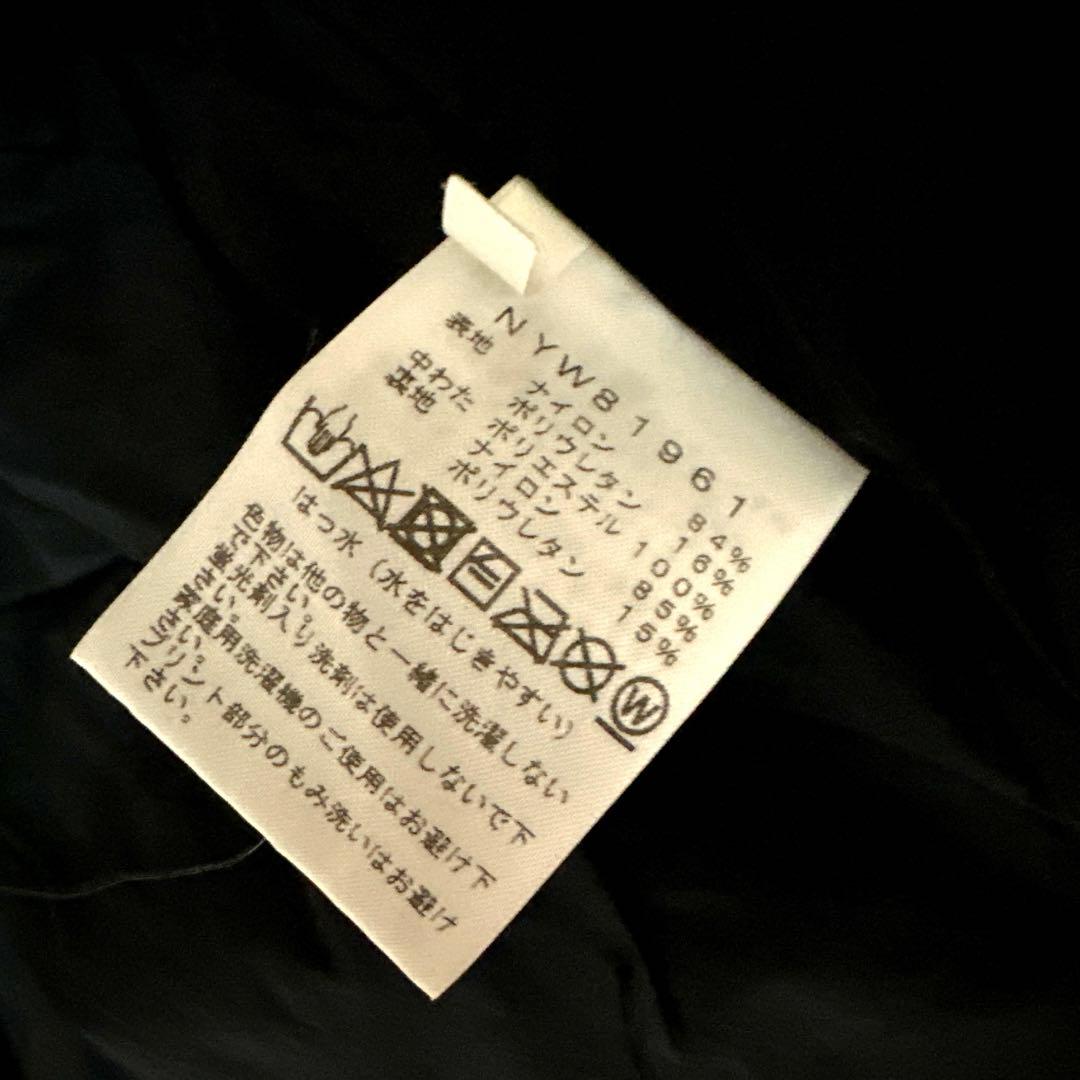 NYW81961
表地 ナイロン 84%
ポリウレタン 16%
中わた ポリエステル 100%
裏地 ナイロン 85%
ポリウレタン 15%
W
はっ水（水をはじきやすい）
色物は他の物と一緒に洗濯しない
で下さい。
蛍光剤入り洗剤は使用しないで下
さい。
家庭用洗濯機のご使用はお避け下
さい。
プリント部分のもみ洗いはお避け
下さい。